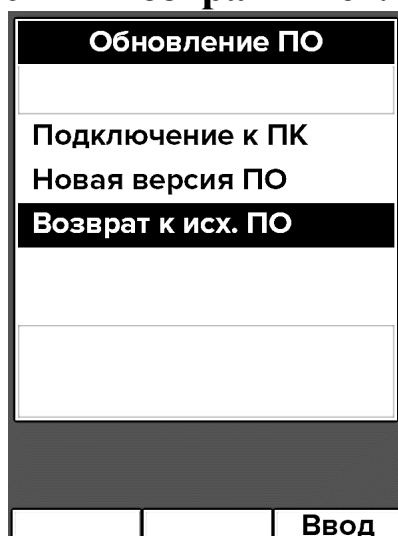 Обновление ПО
Подключение к ПК
Новая версия ПО
Возврат к исх. ПО
Ввод